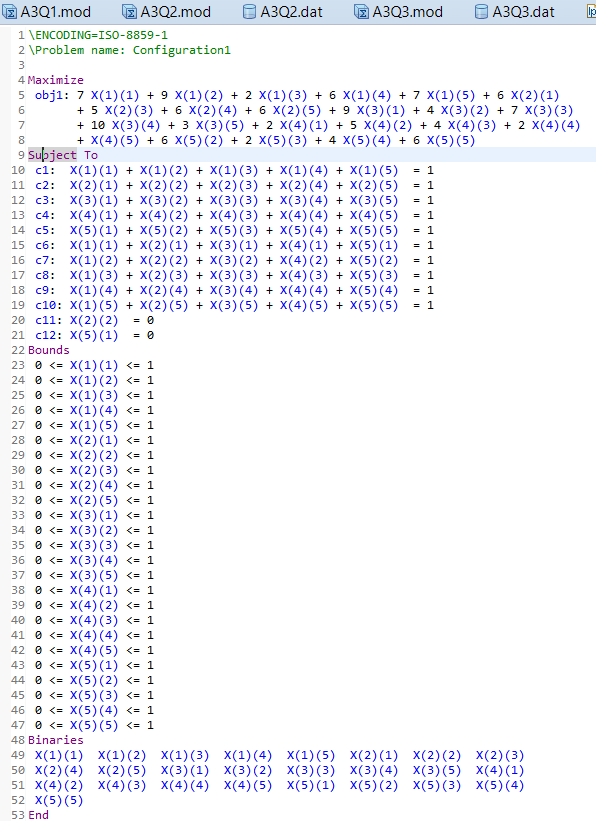 A3Q1.mod A3Q2.mod A3Q2.dat A3Q3.mod A3Q3.dat lp
1 \ENCODING=ISO-8859-1
2 \Problem name: Configuration1
3
4 Maximize
5 obj1: 7 X(1)(1) + 9 X(1)(2) + 2 X(1)(3) + 6 X(1)(4) + 7 X(1)(5) + 6 X(2)(1)
6 + 5 X(2)(3) + 6 X(2)(4) + 6 X(2)(5) + 9 X(3)(1) + 4 X(3)(2) + 7 X(3)(3)
7 + 10 X(3)(4) + 3 X(3)(5) + 2 X(4)(1) + 5 X(4)(2) + 4 X(4)(3) + 2 X(4)(4)
8 + X(4)(5) + 6 X(5)(2) + 2 X(5)(3) + 4 X(5)(4) + 6 X(5)(5)
9 Subject To
10 c1: X(1)(1) + X(1)(2) + X(1)(3) + X(1)(4) + X(1)(5) = 1
11 c2: X(2)(1) + X(2)(2) + X(2)(3) + X(2)(4) + X(2)(5) = 1
12 c3: X(3)(1) + X(3)(2) + X(3)(3) + X(3)(4) + X(3)(5) = 1
13 c4: X(4)(1) + X(4)(2) + X(4)(3) + X(4)(4) + X(4)(5) = 1
14 c5: X(5)(1) + X(5)(2) + X(5)(3) + X(5)(4) + X(5)(5) = 1
15 c6: X(1)(1) + X(2)(1) + X(3)(1) + X(4)(1) + X(5)(1) = 1
16 c7: X(1)(2) + X(2)(2) + X(3)(2) + X(4)(2) + X(5)(2) = 1
17 c8: X(1)(3) + X(2)(3) + X(3)(3) + X(4)(3) + X(5)(3) = 1
18 c9: X(1)(4) + X(2)(4) + X(3)(4) + X(4)(4) + X(5)(4) = 1
19 c10: X(1)(5) + X(2)(5) + X(3)(5) + X(4)(5) + X(5)(5) = 1
20 c11: X(2)(2) = 0
21 c12: X(5)(1) = 0
22 Bounds
23 0 <= X(1)(1) <= 1
24 0 <= X(1)(2) <= 1
25 0 <= X(1)(3) <= 1
26 0 <= X(1)(4) <= 1
27 0 <= X(1)(5) <= 1
28 0 <= X(2)(1) <= 1
29 0 <= X(2)(2) <= 1
30 0 <= X(2)(3) <= 1
31 0 <= X(2)(4) <= 1
32 0 <= X(2)(5) <= 1
33 0 <= X(3)(1) <= 1
34 0 <= X(3)(2) <= 1
35 0 <= X(3)(3) <= 1
36 0 <= X(3)(4) <= 1
37 0 <= X(3)(5) <= 1
38 0 <= X(4)(1) <= 1
39 0 <= X(4)(2) <= 1
40 0 <= X(4)(3) <= 1
41 0 <= X(4)(4) <= 1
42 0 <= X(4)(5) <= 1
43 0 <= X(5)(1) <= 1
44 0 <= X(5)(2) <= 1
45 0 <= X(5)(3) <= 1
46 0 <= X(5)(4) <= 1
47 0 <= X(5)(5) <= 1
48 Binaries
49 X(1)(1) X(1)(2) X(1)(3) X(1)(4) X(1)(5) X(2)(1) X(2)(2) X(2)(3)
50 X(2)(4) X(2)(5) X(3)(1) X(3)(2) X(3)(3) X(3)(4) X(3)(5) X(4)(1)
51 X(4)(2) X(4)(3) X(4)(4) X(4)(5) X(5)(1) X(5)(2) X(5)(3) X(5)(4)
52 X(5)(5)
53 End